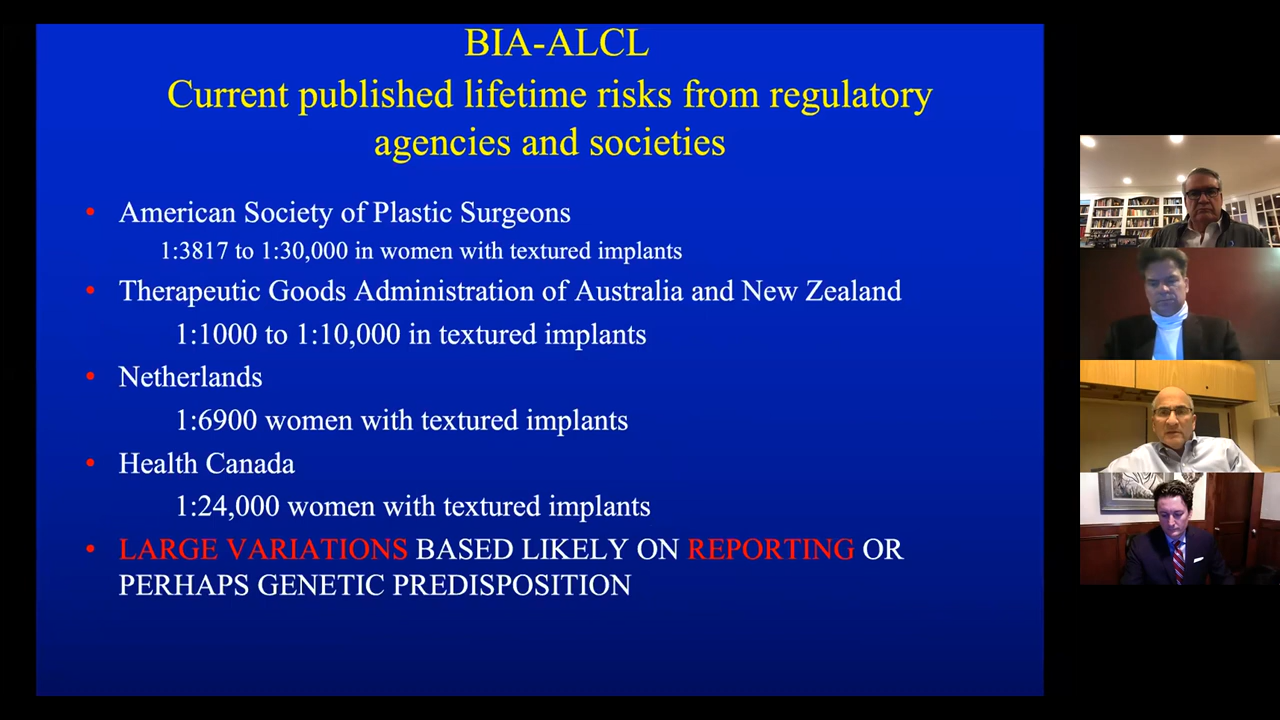 BIA-ALCL
Current published lifetime risks from regulatory
agencies and societies
• American Society of Plastic Surgeons
1:3817 to 1:30,000 in women with textured implants
• Therapeutic Goods Administration of Australia and New Zealand
1:1000 to 1:10,000 in textured implants
• Netherlands
1:6900 women with textured implants
• Health Canada
1:24,000 women with textured implants
• LARGE VARIATIONS BASED LIKELY ON REPORTING OR
PERHAPS GENETIC PREDISPOSITION